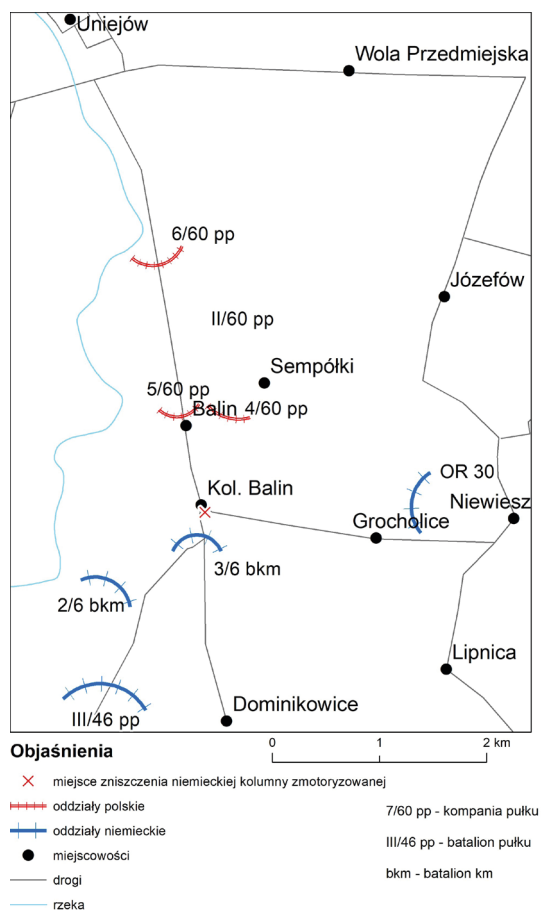 Uniejów
Wola Przedmiejska
6/60 pp
Józefów
II/60 pp
Sempółki
5/60 pp
Balin 4/60 pp
OR 30
Kol. Balin
Niewiesz
Grocholice
3/6 bkm
2/6 bkm
Lipnica
Dominikowice
III/46 pp
Objaśnienia
0 1 2 km
miejsce zniszczenia niemieckiej kolumny zmotoryzowanej
oddziały polskie
7/60 pp - kompania pułku
oddziały niemieckie
III/46 pp - batalion pułku
miejscowości
bkm - batalion km
drogi
rzeka